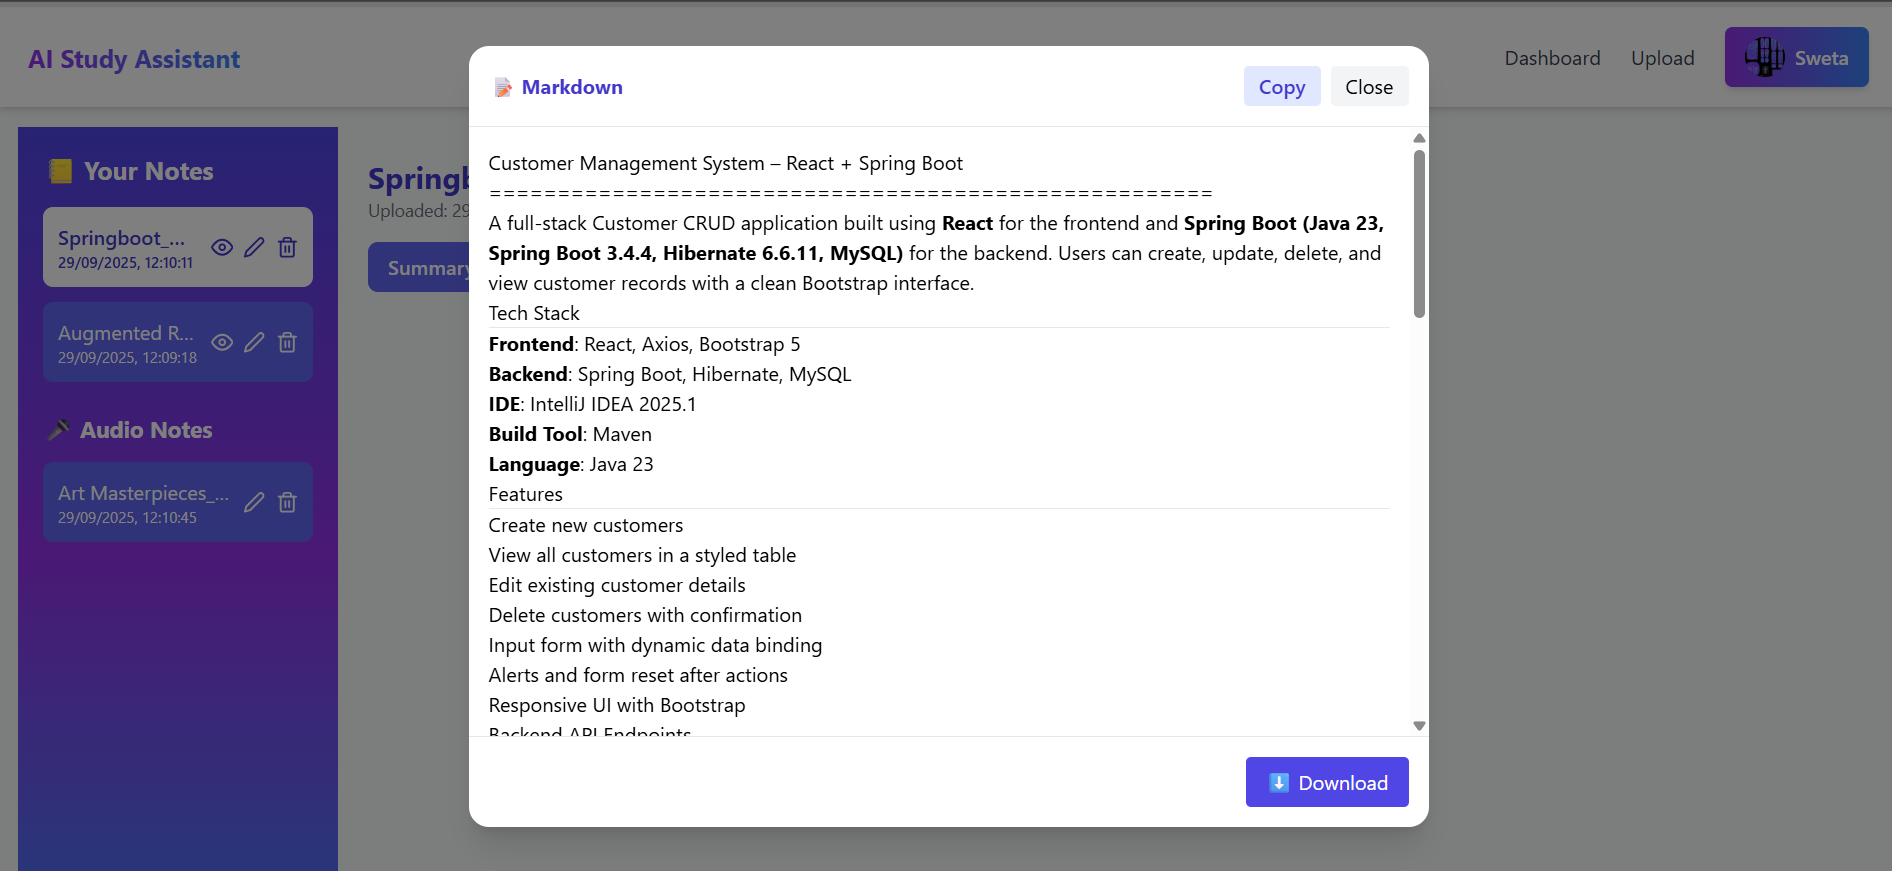 AI Study Assistant
Dashboard
Upload
Sweta
Your Notes
Springboot_...
29/09/2025, 12:10:11
Augmented R...
29/09/2025, 12:09:18
Audio Notes
Art Masterpieces_...
29/09/2025, 12:10:45
Springb
Uploaded: 29
Summary
Markdown
Copy
Close
Customer Management System – React + Spring Boot
=====================================================
A full-stack Customer CRUD application built using React for the frontend and Spring Boot (Java 23,
Spring Boot 3.4.4, Hibernate 6.6.11, MySQL) for the backend. Users can create, update, delete, and
view customer records with a clean Bootstrap interface.
Tech Stack
Frontend: React, Axios, Bootstrap 5
Backend: Spring Boot, Hibernate, MySQL
IDE: IntelliJ IDEA 2025.1
Build Tool: Maven
Language: Java 23
Features
Create new customers
View all customers in a styled table
Edit existing customer details
Delete customers with confirmation
Input form with dynamic data binding
Alerts and form reset after actions
Responsive UI with Bootstrap
Backend API Endpoints
Download